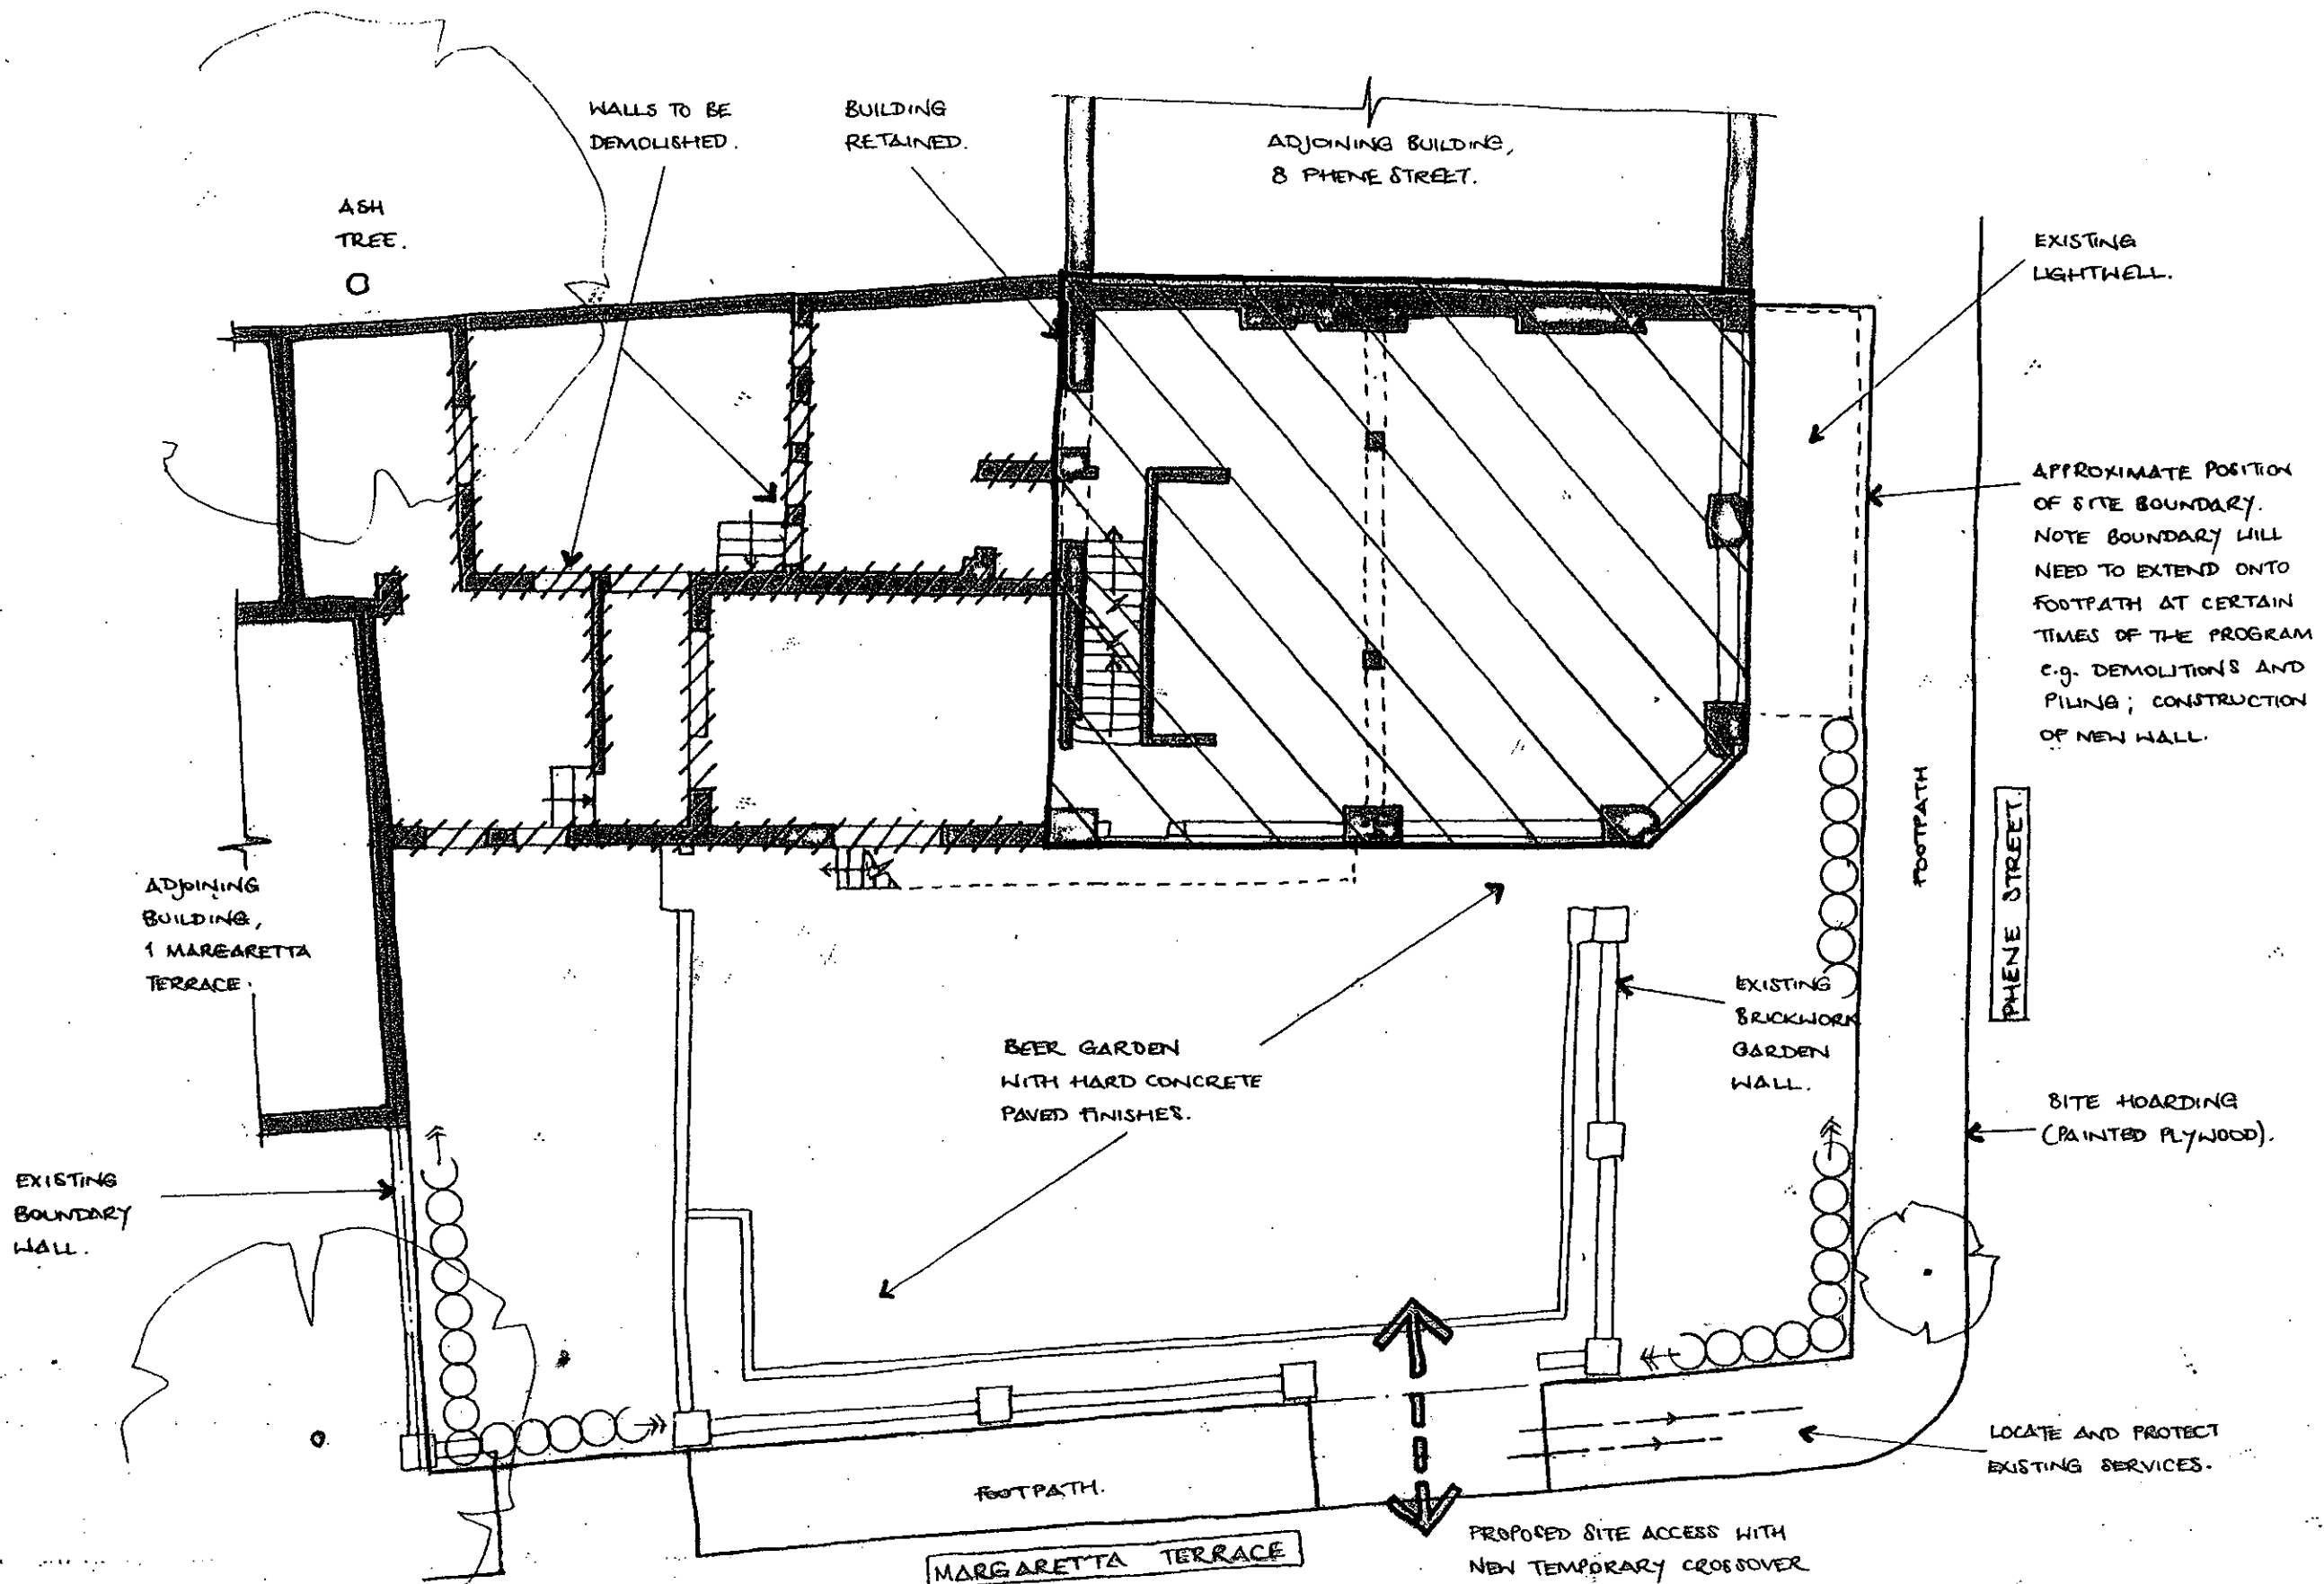 WALLS TO BE
DEMOLISHED.
BUILDING
RETAINED.
ADJOINING BUILDING,
8 PHENE STREET.
ASH
TREE.
EXISTING
LIGHTWELL.
APPROXIMATE POSITION
OF SITE BOUNDARY.
NOTE BOUNDARY WILL
NEED TO EXTEND ONTO
FOOTPATH AT CERTAIN
TIMES OF THE PROGRAM
e.g. DEMOLITIONS AND
PILING; CONSTRUCTION
OF NEW WALL.
FOOTPATH
PHENE STREET.
ADJOINING
BUILDING,
1 MARGARETTA
TERRACE.
EXISTING
BRICKWORK
GARDEN
WALL.
BEER GARDEN
WITH HARD CONCRETE
PAVED FINISHES.
SITE HOARDING
(PAINTED PLYWOOD).
EXISTING
BOUNDARY
WALL.
LOCATE AND PROTECT
EXISTING SERVICES.
FOOTPATH.
MARGARETTA TERRACE
PROPOSED SITE ACCESS WITH
NEW TEMPORARY CROSSOVER